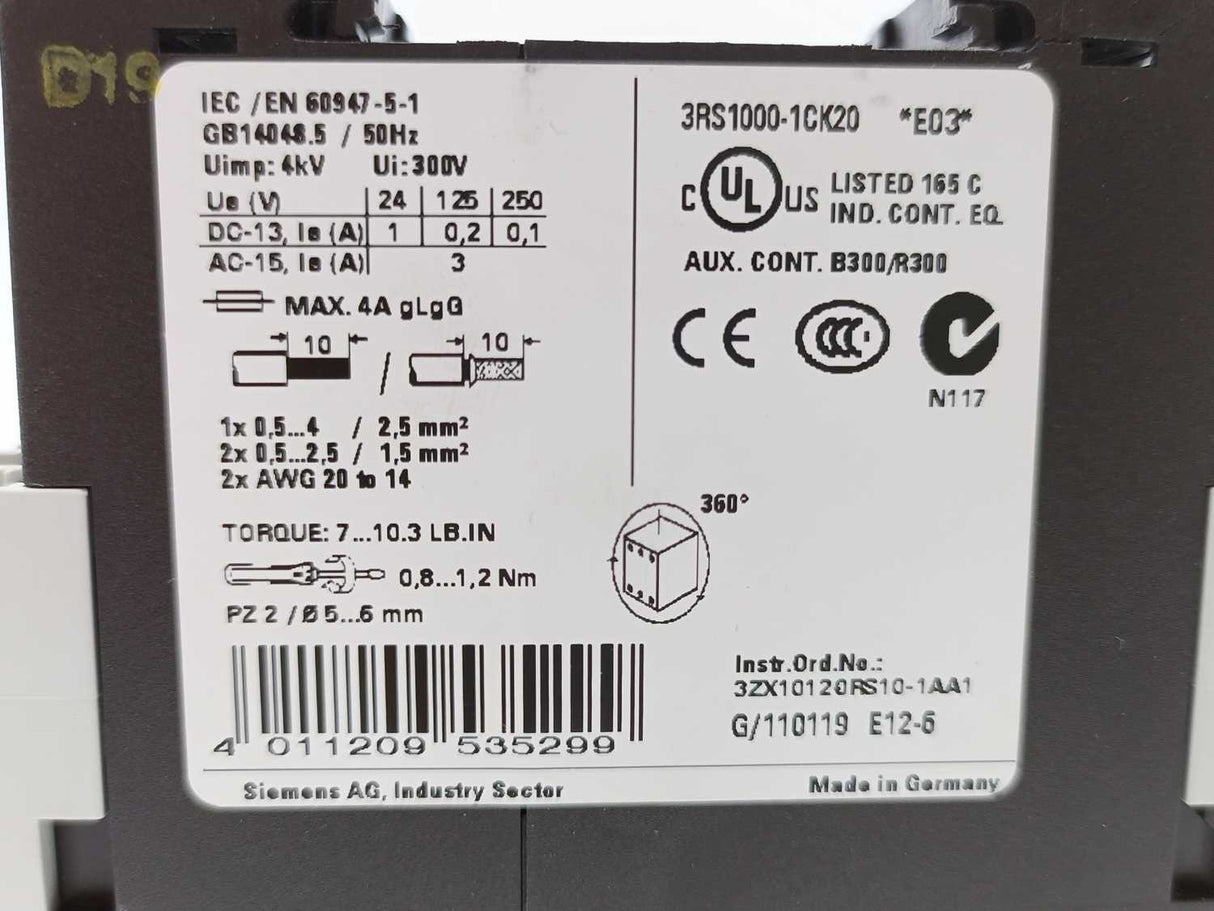 D19
IEC /EN 60947-5-1
GB14048.5 / 50Hz
Uimp: 4kV Ui: 300V
Ue (V) 24 125 250
DC-13, Ie (A) 1 0,2 0,1
AC-15, Ie (A) 3
MAX. 4A gLgG
10 / 10
1x 0,5...4 / 2,5 mm²
2x 0,5...2,5 / 1,5 mm²
2x AWG 20 to 14
TORQUE: 7...10.3 LB.IN
0,8...1,2 Nm
PZ 2 / Ø 5...6 mm
4 011209 535299
Siemens AG, Industry Sector
3RS1000-1CK20 *E03*
C UL US LISTED 165 C
IND. CONT. EQ.
AUX. CONT. B300/R300
CE CCC
N117
360°
Instr.Ord.No.:
3ZX10120RS10-1AA1
G/110119 E12-6
Made in Germany